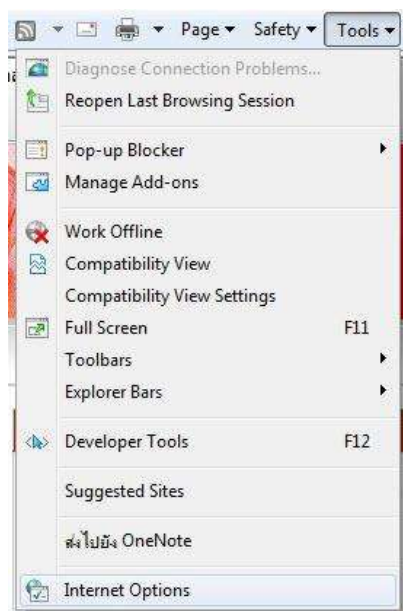 Page Safety Tools
Diagnose Connection Problems...
Reopen Last Browsing Session
Pop-up Blocker
Manage Add-ons
Work Offline
Compatibility View
Compatibility View Settings
Full Screen F11
Toolbars
Explorer Bars
Developer Tools F12
Suggested Sites
ส่งไปยัง OneNote
Internet Options